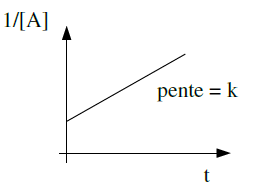 1/[A]
pente = k
t